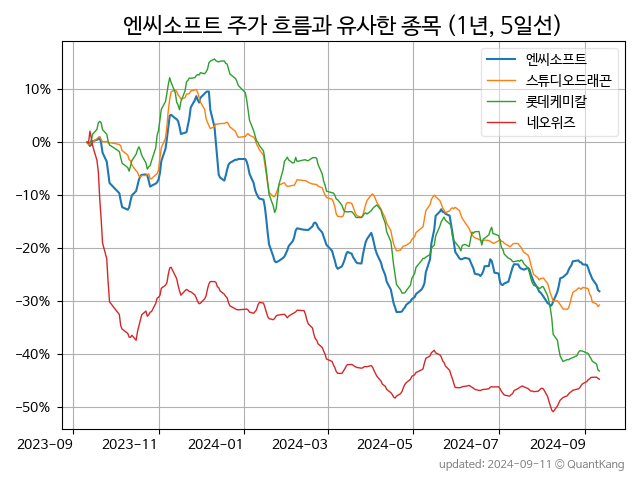 엔씨소프트 주가 흐름과 유사한 종목 (1년, 5일선)
엔씨소프트
스튜디오드래곤
롯데케미칼
네오위즈
10%
0%
−10%
−20%
−30%
−40%
−50%
2023-09 2023-11 2024-01 2024-03 2024-05 2024-07 2024-09
updated: 2024-09-11 ⓒ QuantKang